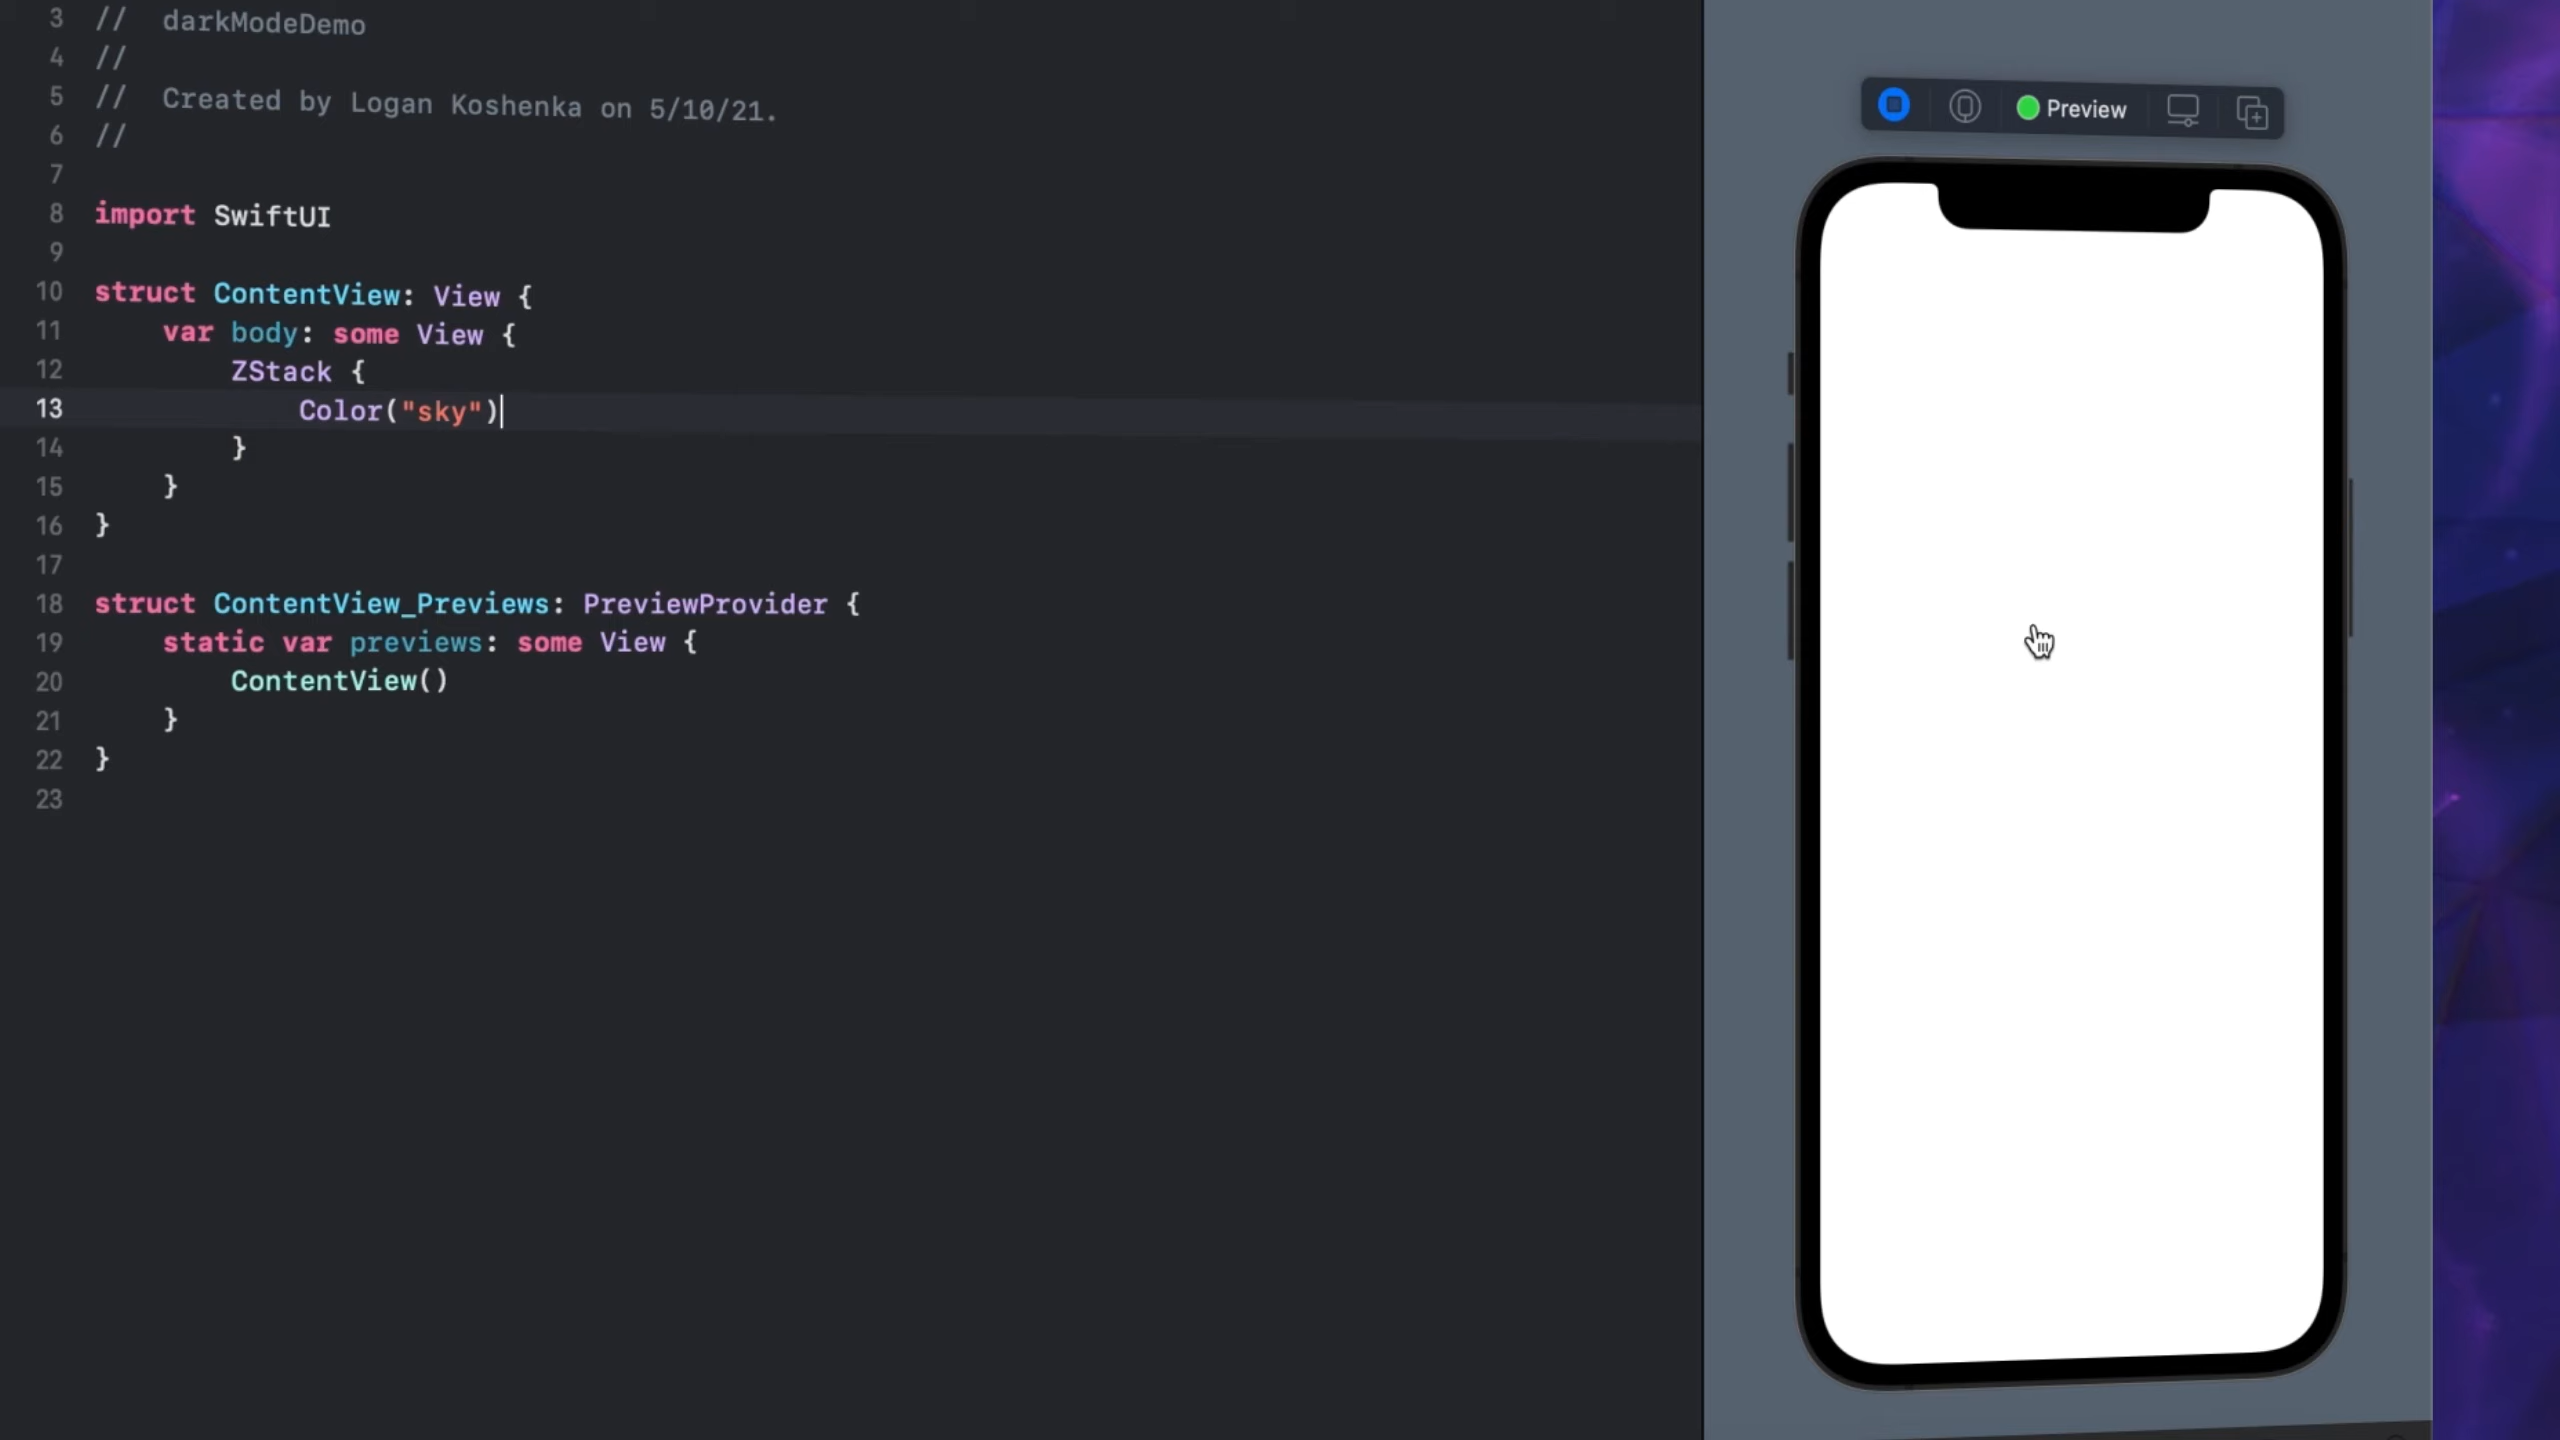 3 //  darkModeDemo
4 //
5 //  Created by Logan Koshenka on 5/10/21.
6 //
7
8 import SwiftUI
9
10 struct ContentView: View {
11     var body: some View {
12         ZStack {
13             Color("sky")
14         }
15     }
16 }
17
18 struct ContentView_Previews: PreviewProvider {
19     static var previews: some View {
20         ContentView()
21     }
22 }
23
Preview